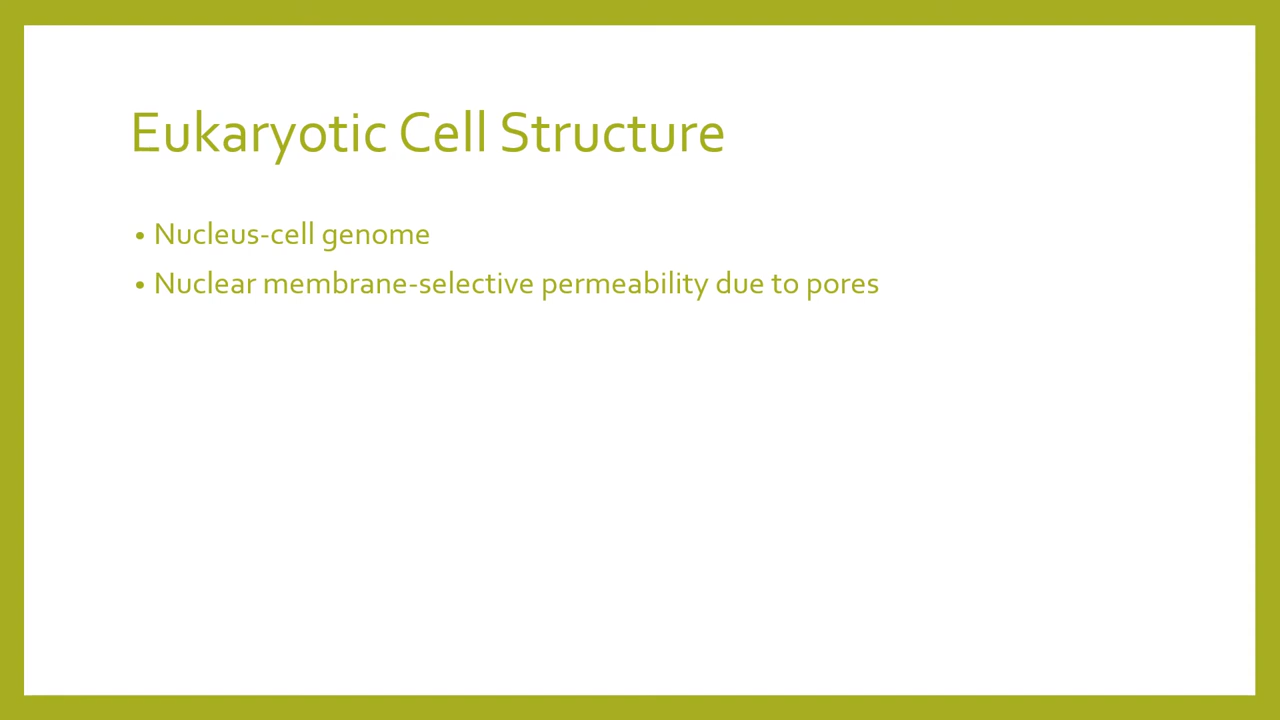 Eukaryotic Cell Structure
• Nucleus-cell genome
• Nuclear membrane-selective permeability due to pores